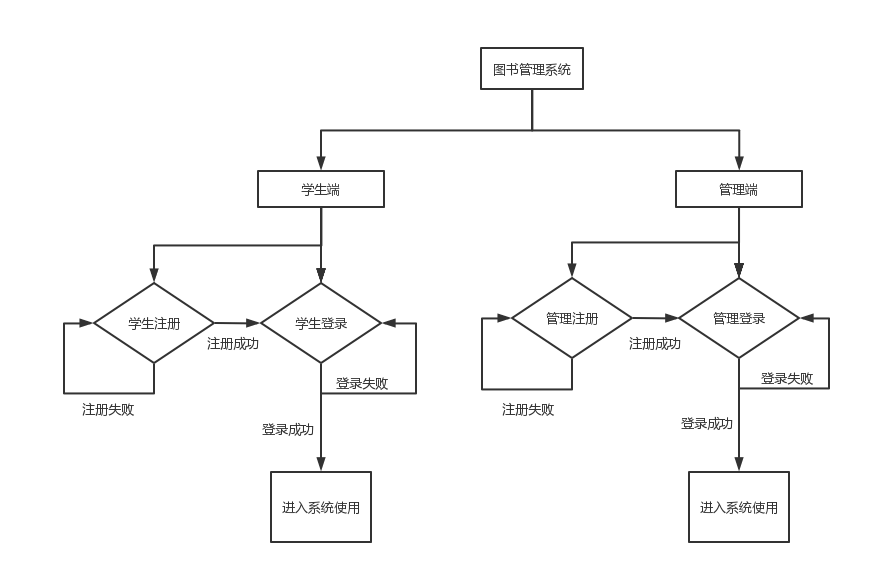 图书管理系统
学生端
管理端
学生注册
学生登录
管理注册
管理登录
注册成功
注册成功
登录失败
登录失败
注册失败
注册失败
登录成功
登录成功
进入系统使用
进入系统使用